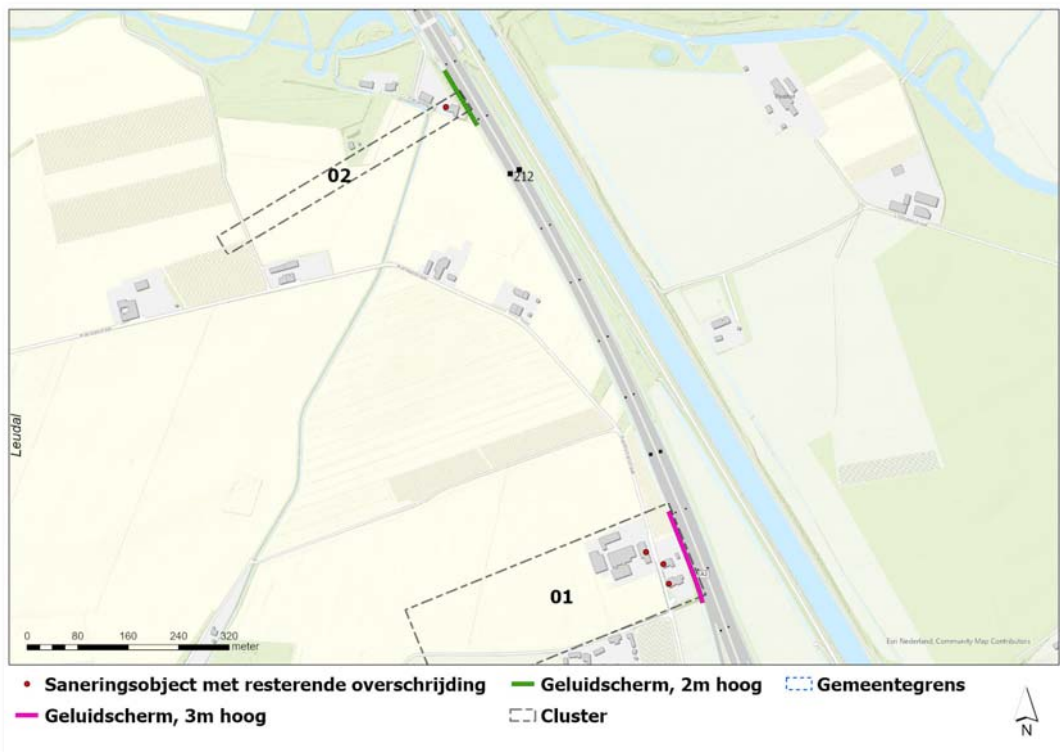 212
02
Leudal
01
0 80 160 240 320
meter
Esri Nederland, Community Map Contributors
Saneringsobject met resterende overschrijding
Geluidscherm, 2m hoog
Gemeentegrens
Geluidscherm, 3m hoog
Cluster
N